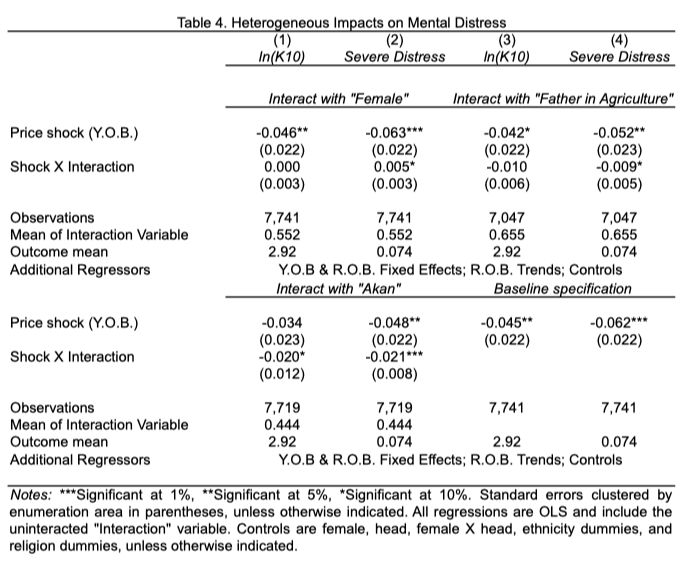 Table 4. Heterogeneous Impacts on Mental Distress
(1) (2) (3) (4)
ln(K10) Severe Distress ln(K10) Severe Distress
Interact with "Female" Interact with "Father in Agriculture"
Price shock (Y.O.B.) -0.046** -0.063*** -0.042* -0.052**
(0.022) (0.022) (0.022) (0.023)
Shock X Interaction 0.000 0.005* -0.010 -0.009*
(0.003) (0.003) (0.006) (0.005)
Observations 7,741 7,741 7,047 7,047
Mean of Interaction Variable 0.552 0.552 0.655 0.655
Outcome mean 2.92 0.074 2.92 0.074
Additional Regressors Y.O.B & R.O.B. Fixed Effects; R.O.B. Trends; Controls
Interact with "Akan" Baseline specification
Price shock (Y.O.B.) -0.034 -0.048** -0.045** -0.062***
(0.023) (0.022) (0.022) (0.022)
Shock X Interaction -0.020* -0.021***
(0.012) (0.008)
Observations 7,719 7,719 7,741 7,741
Mean of Interaction Variable 0.444 0.444
Outcome mean 2.92 0.074 2.92 0.074
Additional Regressors Y.O.B & R.O.B. Fixed Effects; R.O.B. Trends; Controls
Notes: ***Significant at 1%, **Significant at 5%, *Significant at 10%. Standard errors clustered by
enumeration area in parentheses, unless otherwise indicated. All regressions are OLS and include the
uninteracted "Interaction" variable. Controls are female, head, female X head, ethnicity dummies, and
religion dummies, unless otherwise indicated.